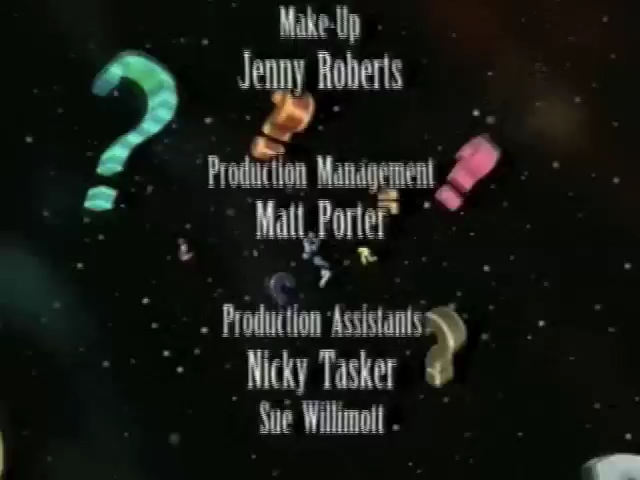 Make-Up
Jenny Roberts
Production Management
Matt Porter
Production Assistants
Nicky Tasker
Sue Willimott